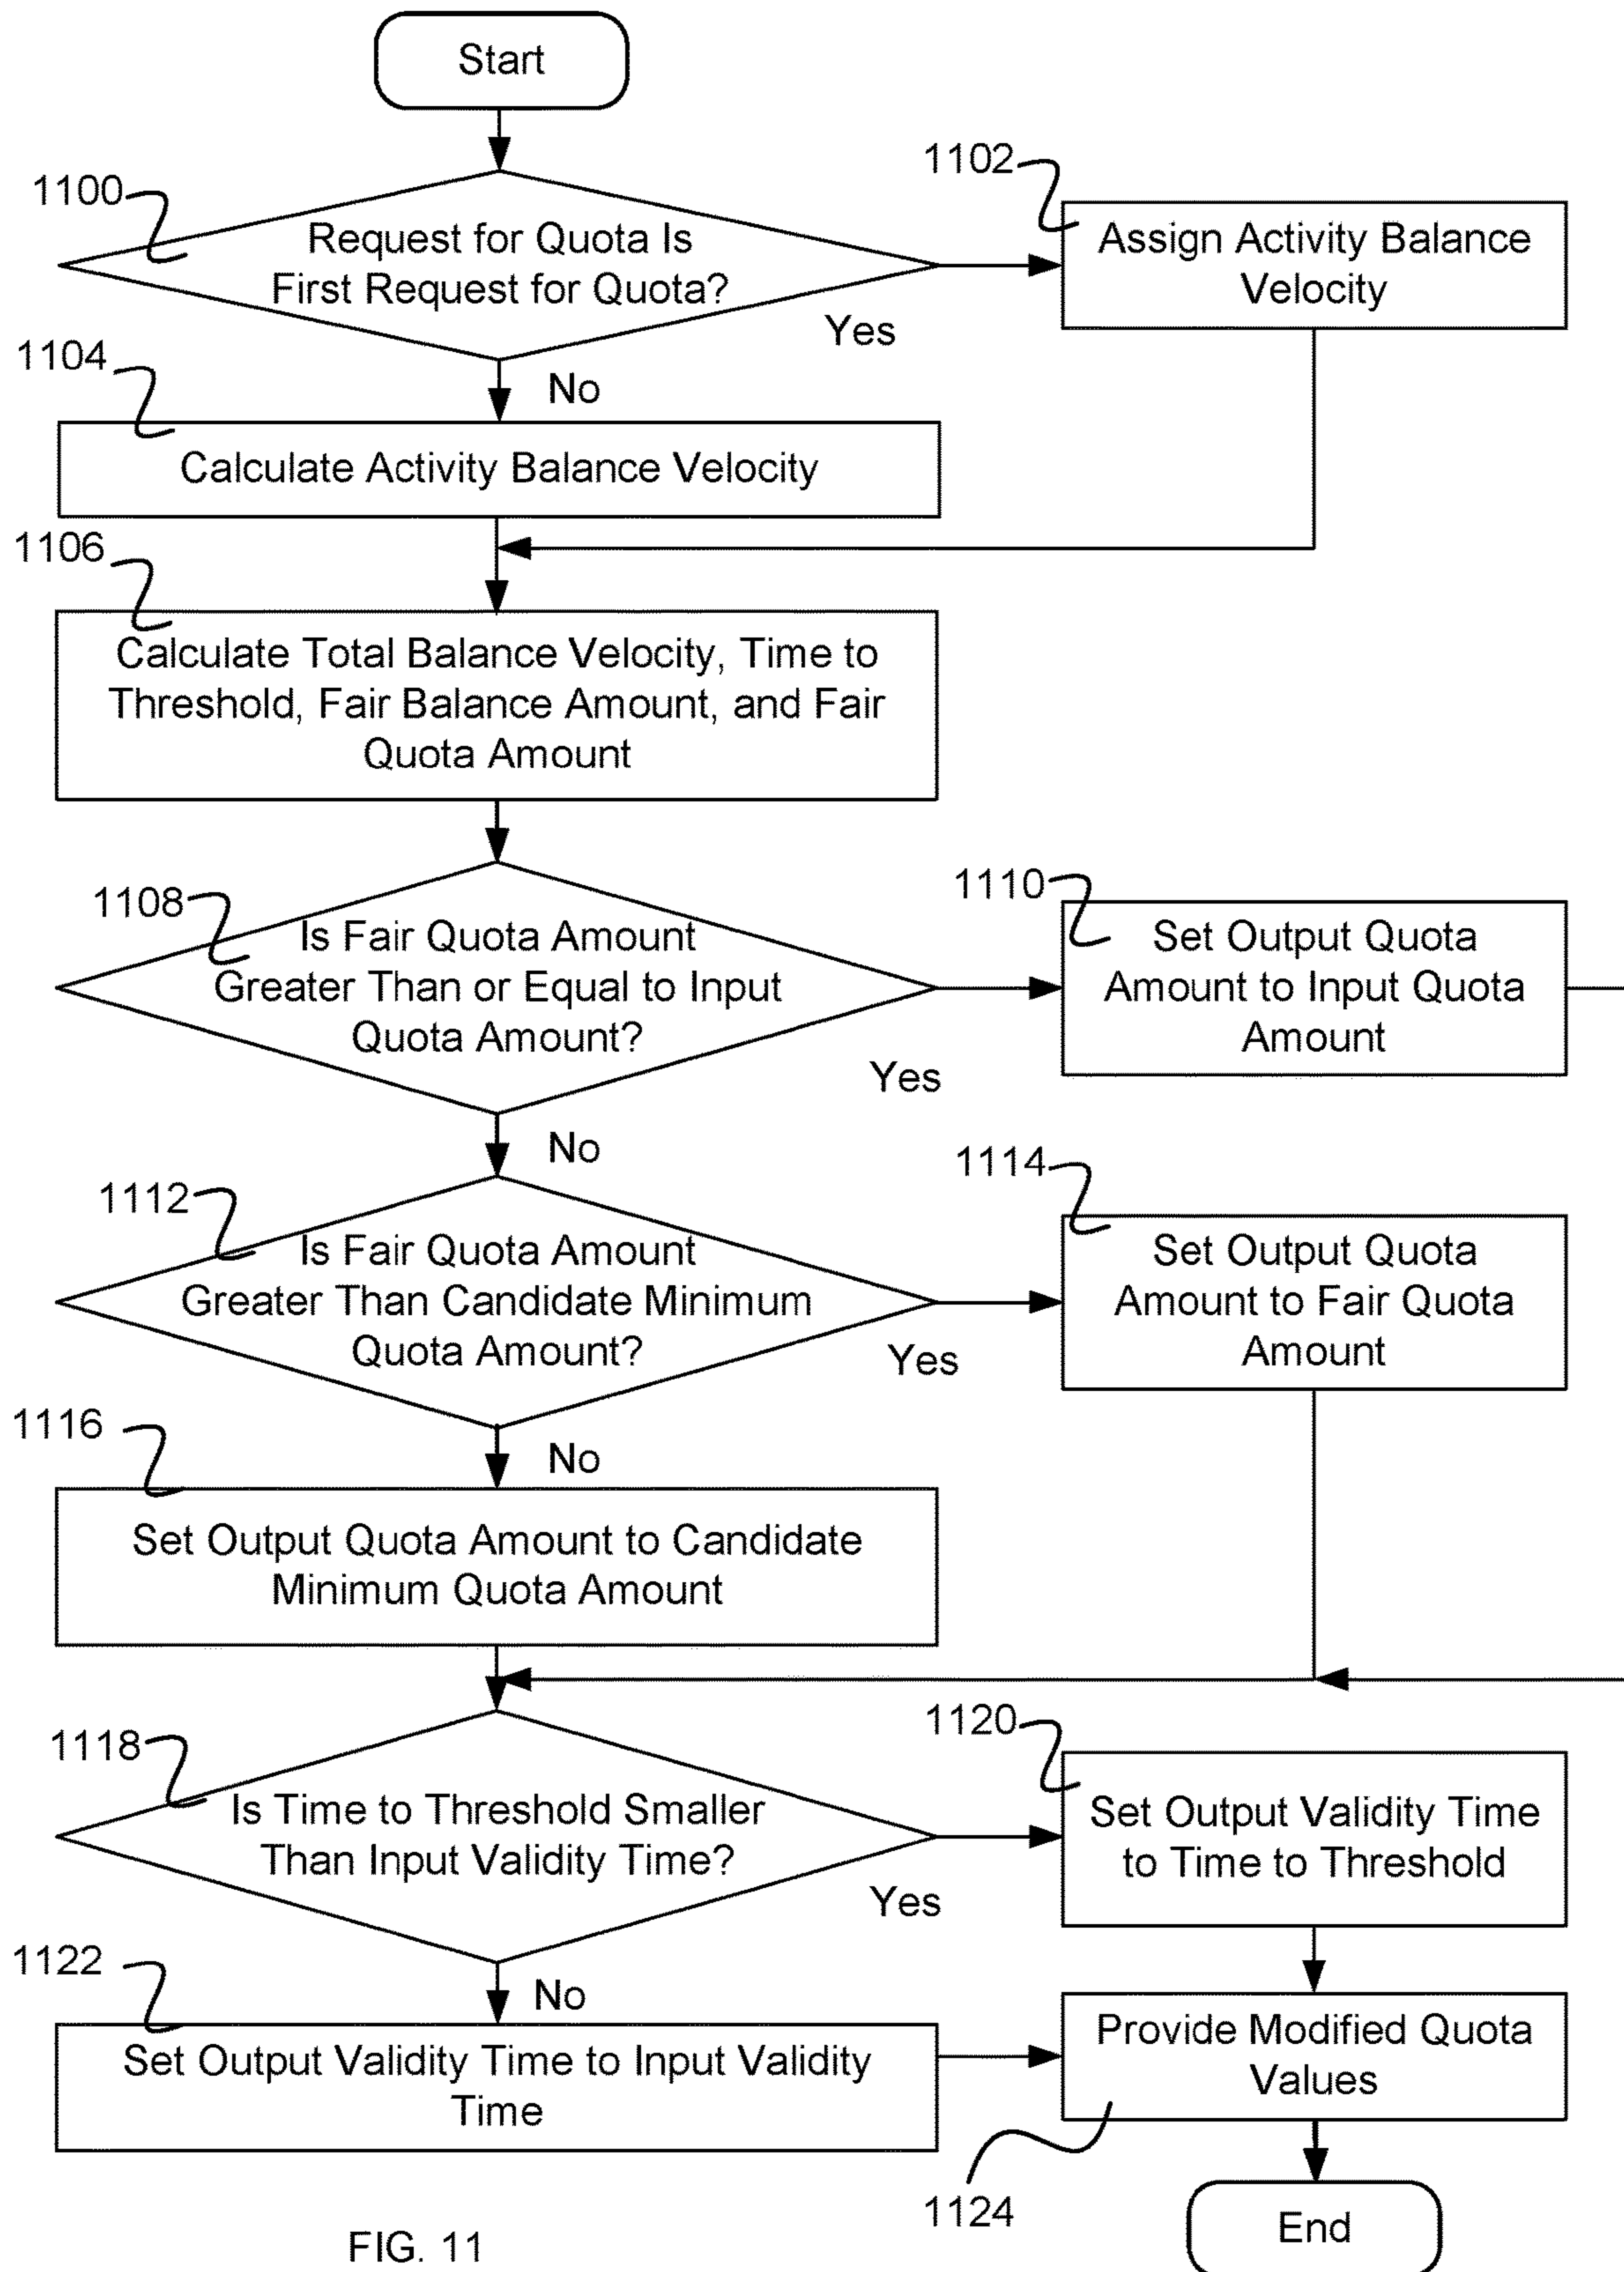 Start
1100
Request for Quota Is
First Request for Quota?
Yes
1102
Assign Activity Balance
Velocity
No
1104
Calculate Activity Balance Velocity
1106
Calculate Total Balance Velocity, Time to
Threshold, Fair Balance Amount, and Fair
Quota Amount
1108
Is Fair Quota Amount
Greater Than or Equal to Input
Quota Amount?
Yes
1110
Set Output Quota
Amount to Input Quota
Amount
No
1112
Is Fair Quota Amount
Greater Than Candidate Minimum
Quota Amount?
Yes
1114
Set Output Quota
Amount to Fair Quota
Amount
No
1116
Set Output Quota Amount to Candidate
Minimum Quota Amount
1118
Is Time to Threshold Smaller
Than Input Validity Time?
Yes
1120
Set Output Validity Time
to Time to Threshold
No
1122
Set Output Validity Time to Input Validity
Time
Provide Modified Quota
Values
1124
End
FIG. 11